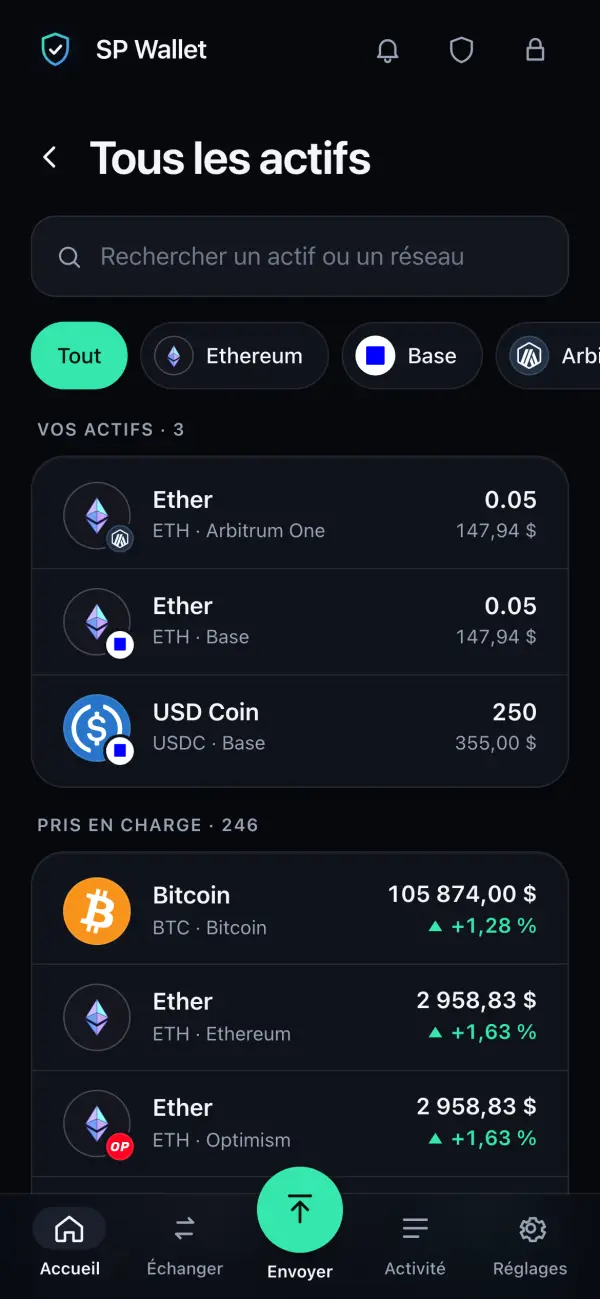 SP Wallet
Tous les actifs
Rechercher un actif ou un réseau
Tout
Ethereum
Base
Arbi
VOS ACTIFS · 3
Ether
0.05
ETH · Arbitrum One
147,94 $
Ether
0.05
ETH · Base
147,94 $
USD Coin
250
USDC · Base
355,00 $
PRIS EN CHARGE · 246
Bitcoin
105 874,00 $
BTC · Bitcoin
▲ +1,28 %
Ether
2 958,83 $
ETH · Ethereum
▲ +1,63 %
Ether
2 958,83 $
OP
ETH · Optimism
▲ +1,63 %
Accueil
Échanger
Envoyer
Activité
Réglages